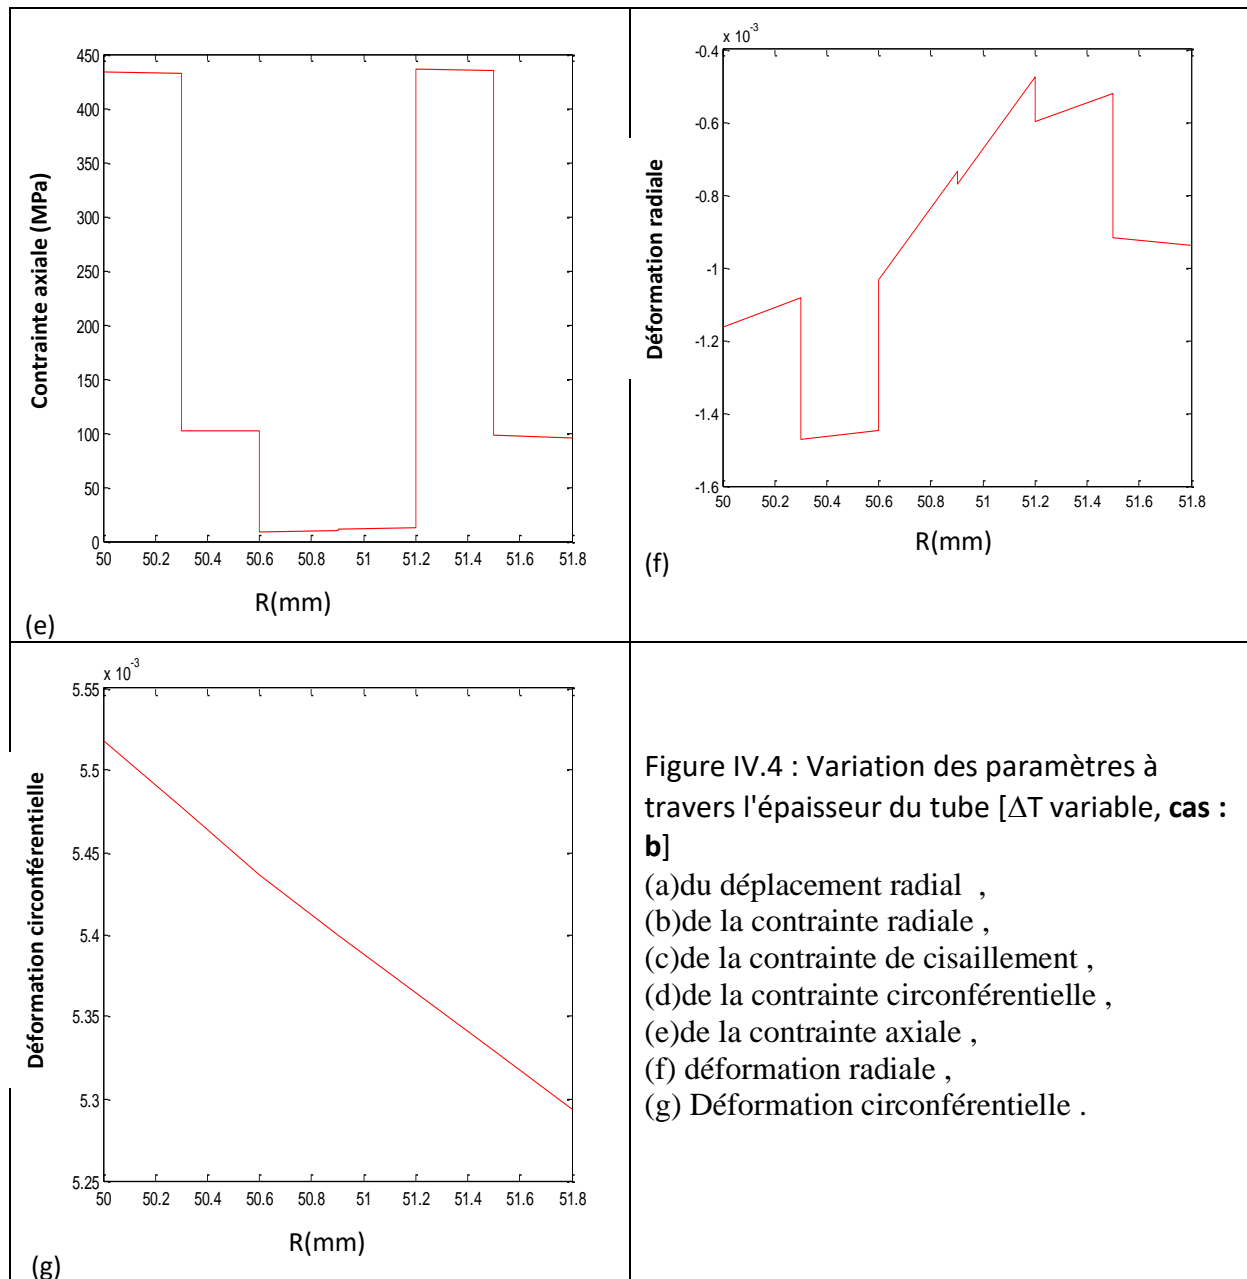 450
400
350
300
250
200
150
100
50
0
50 50.2 50.4 50.6 50.8 51 51.2 51.4 51.6 51.8
Contrainte axiale (MPa)
R(mm)
(e)
x 10^-3
-0.4
-0.6
-0.8
-1
-1.2
-1.4
-1.6
50 50.2 50.4 50.6 50.8 51 51.2 51.4 51.6 51.8
Déformation radiale
R(mm)
(f)
x 10^-3
5.55
5.5
5.45
5.4
5.35
5.3
5.25
50 50.2 50.4 50.6 50.8 51 51.2 51.4 51.6 51.8
Déformation circonférentielle
R(mm)
(g)
Figure IV.4 : Variation des paramètres à
travers l'épaisseur du tube [ΔT variable, cas :
b]
(a)du déplacement radial ,
(b)de la contrainte radiale ,
(c)de la contrainte de cisaillement ,
(d)de la contrainte circonférentielle ,
(e)de la contrainte axiale ,
(f) déformation radiale ,
(g) Déformation circonférentielle .